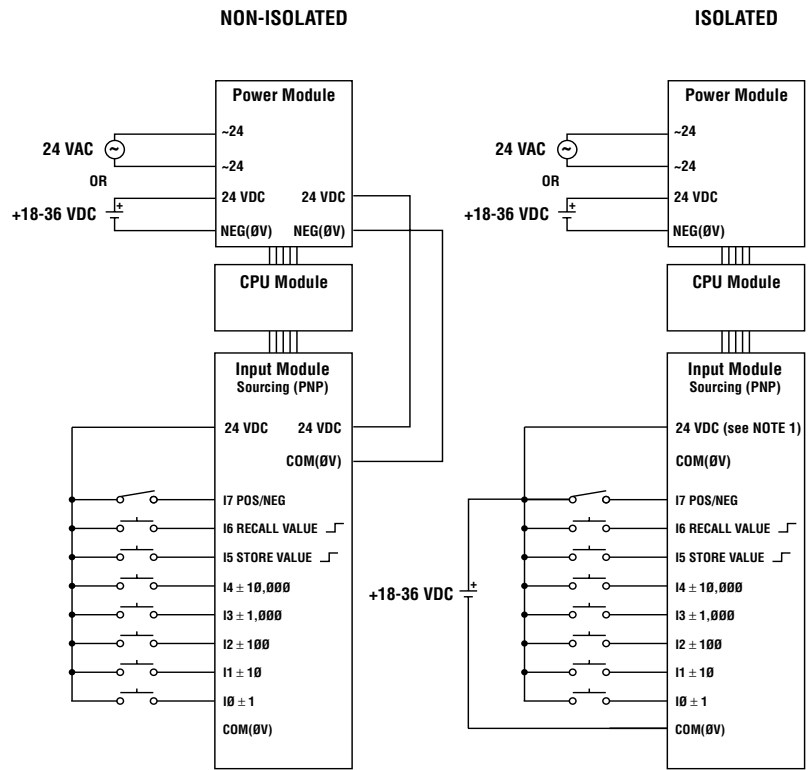 NON-ISOLATED
Power Module
~24
24 VAC
~
~24
OR
24 VDC 24 VDC
+
+18-36 VDC
NEG(ØV) NEG(ØV)
CPU Module
Input Module
Sourcing (PNP)
24 VDC 24 VDC
COM(ØV)
I7 POS/NEG
I6 RECALL VALUE
I5 STORE VALUE
I4 ± 1Ø,ØØØ
I3 ± 1,ØØØ
I2 ± 1ØØ
I1 ± 1Ø
IØ ± 1
COM(ØV)
ISOLATED
Power Module
~24
24 VAC
~
~24
OR
24 VDC
+
+18-36 VDC
NEG(ØV)
CPU Module
Input Module
Sourcing (PNP)
24 VDC (see NOTE 1)
COM(ØV)
I7 POS/NEG
I6 RECALL VALUE
I5 STORE VALUE
I4 ± 1Ø,ØØØ
+
+18-36 VDC
I3 ± 1,ØØØ
I2 ± 1ØØ
I1 ± 1Ø
IØ ± 1
COM(ØV)